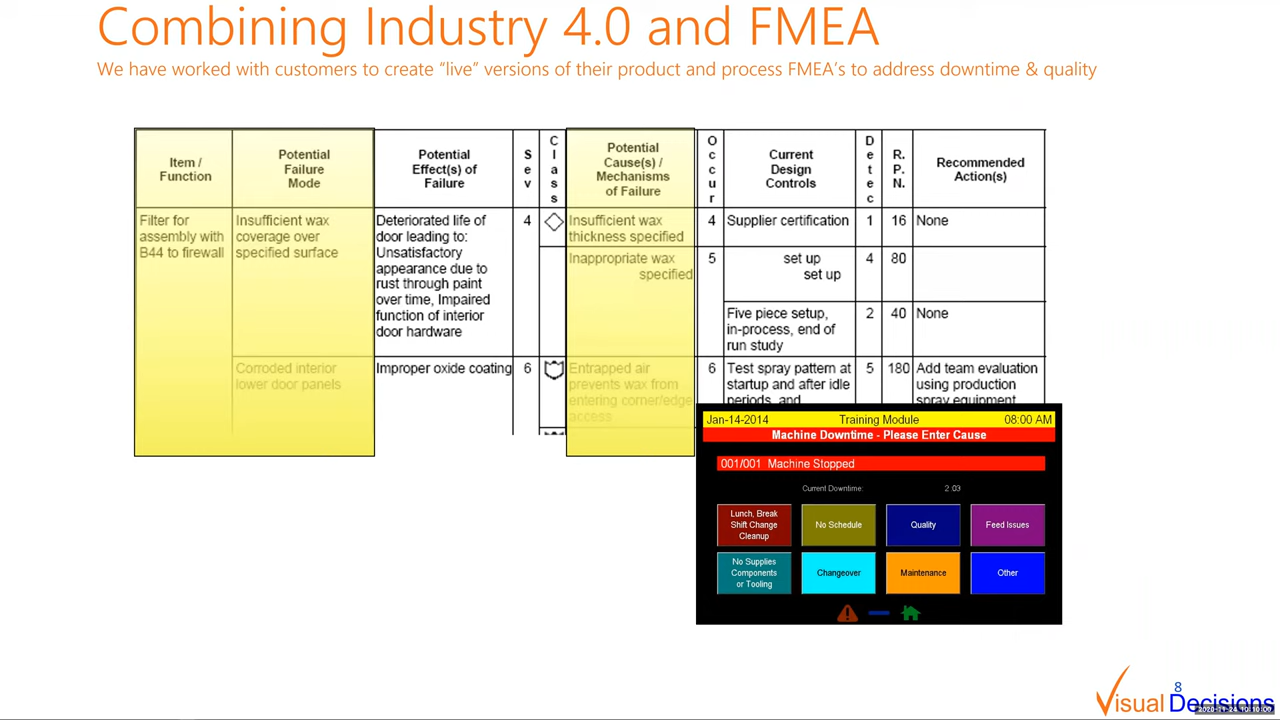 Combining Industry 4.0 and FMEA
We have worked with customers to create “live” versions of their product and process FMEA’s to address downtime & quality
Item /
Function
Potential
Failure
Mode
Potential
Effect(s) of
Failure
S
e
v
C
l
a
s
s
Potential
Cause(s) /
Mechanisms
of Failure
O
c
c
u
r
Current
Design
Controls
D
e
t
e
c
R.
P.
N.
Recommended
Action(s)
Filter for
assembly with
B44 to firewall
Insufficient wax
coverage over
specified surface
Deteriorated life of
door leading to:
Unsatisfactory
appearance due to
rust through paint
over time, Impaired
function of interior
door hardware
4
Insufficient wax
thickness specified
4
Supplier certification
1
16
None
Inappropriate wax
specified
5
set up
set up
4
80
Five piece setup,
in-process, end of
run study
2
40
None
Corroded interior
lower door panels
Improper oxide coating
6
Entrapped air
prevents wax from
entering corner/edge
access
6
Test spray pattern at
startup and after idle
periods, and
5
180
Add team evaluation
using production
spray equipment
Jan-14-2014 Training Module 08:00 AM
Machine Downtime - Please Enter Cause
001/001 Machine Stopped
Current Downtime: 2.03
Lunch, Break
Shift Change
Cleanup
No Schedule
Quality
Feed Issues
No Supplies
Components
or Tooling
Changeover
Maintenance
Other
8
Visual Decisions
2020-11-24 10:10:00